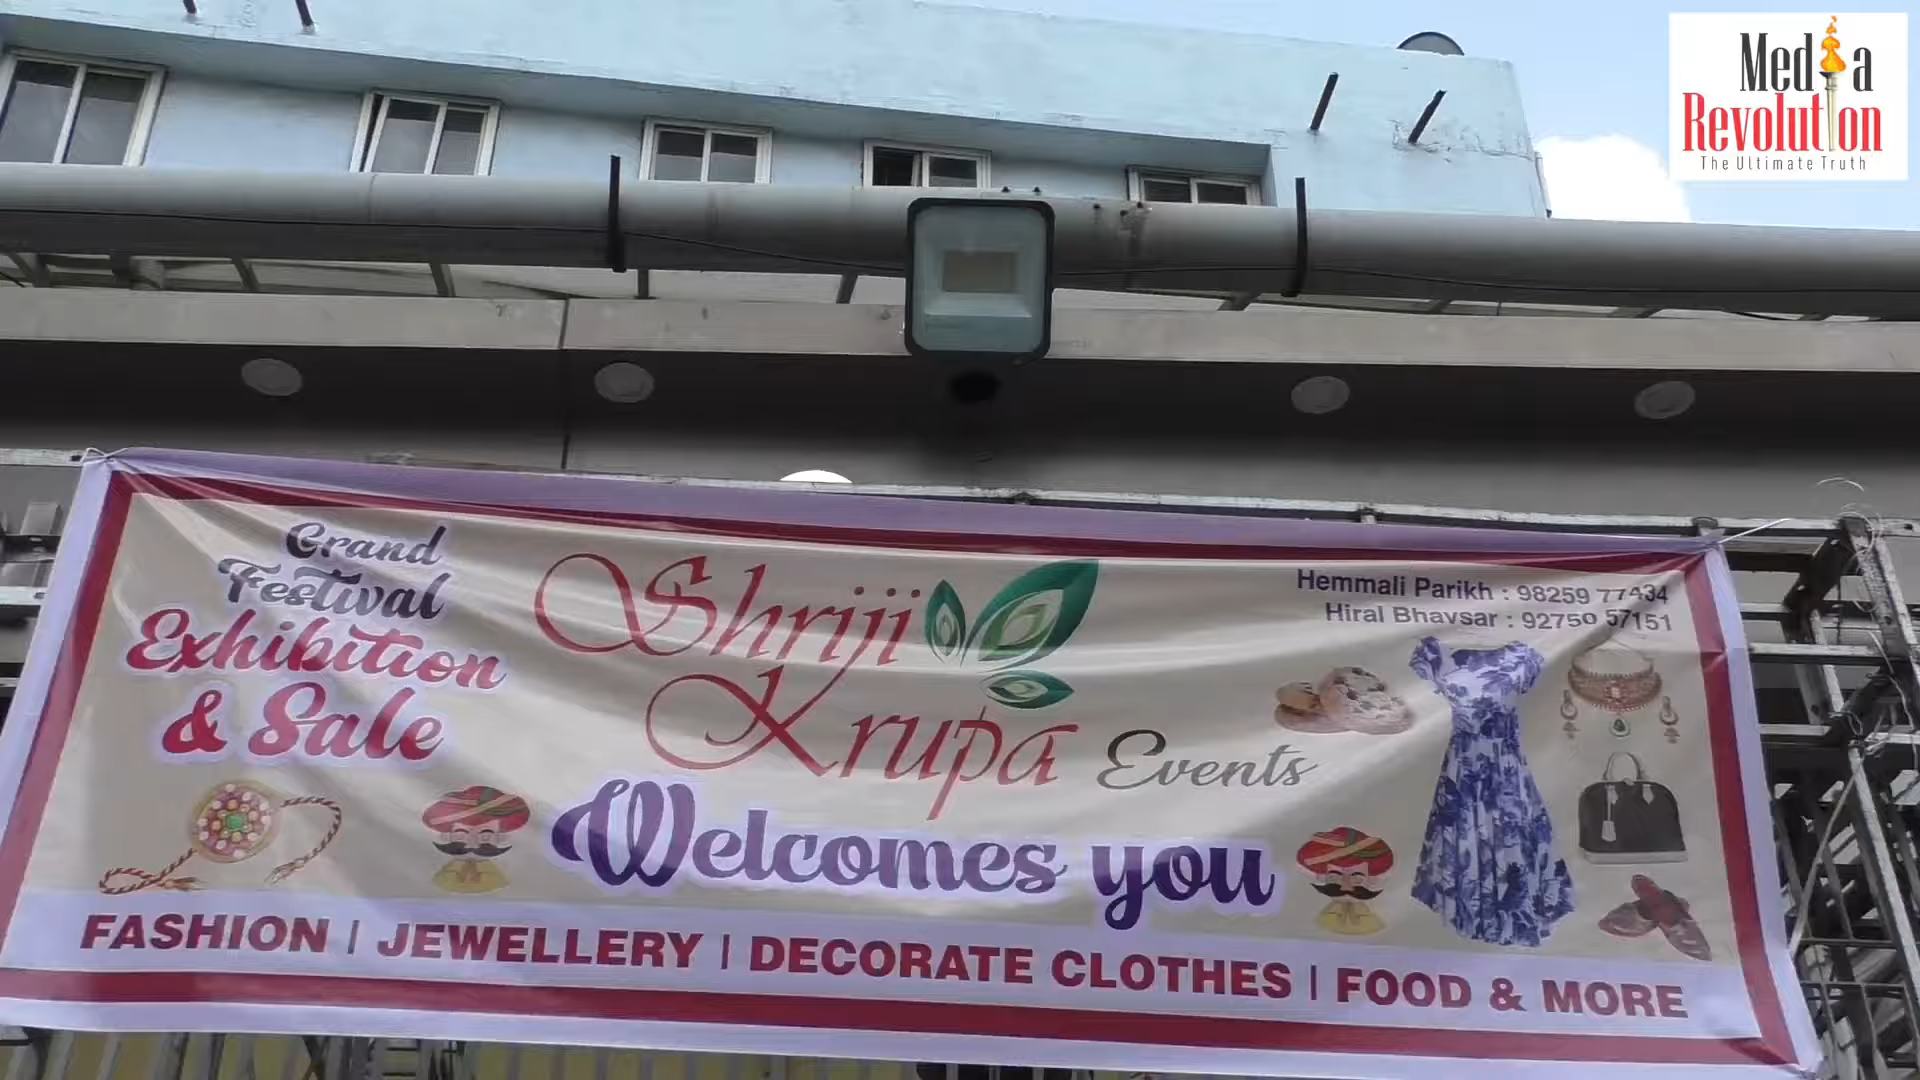 Media
Revolution
The Ultimate Truth
Grand
Festival
Exhibition
& Sale
Shriji
Krupa Events
Welcomes you
Hemmali Parikh : 98259 77434
Hiral Bhavsar : 92750 57151
FASHION | JEWELLERY | DECORATE CLOTHES | FOOD & MORE